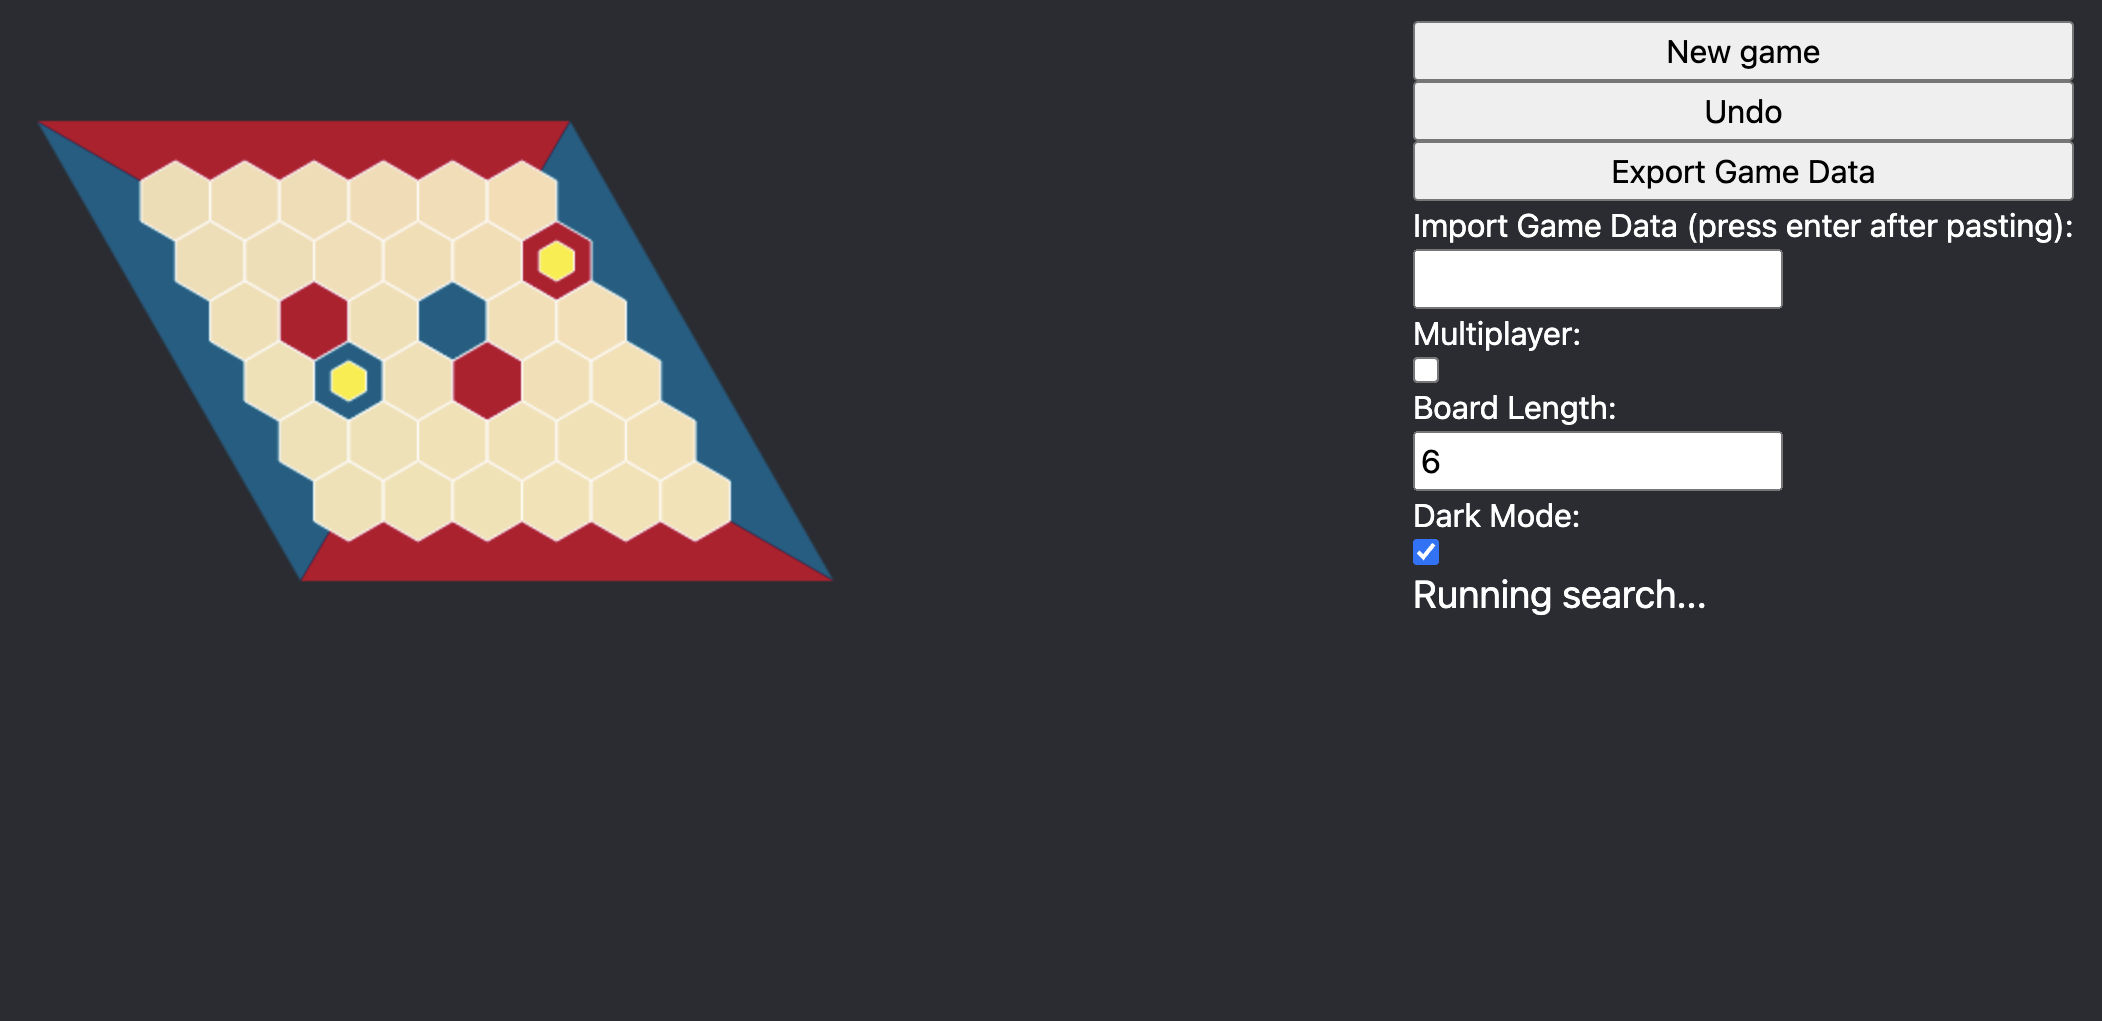 New game
Undo
Export Game Data
Import Game Data (press enter after pasting):
Multiplayer:
Board Length:
6
Dark Mode:
Running search...